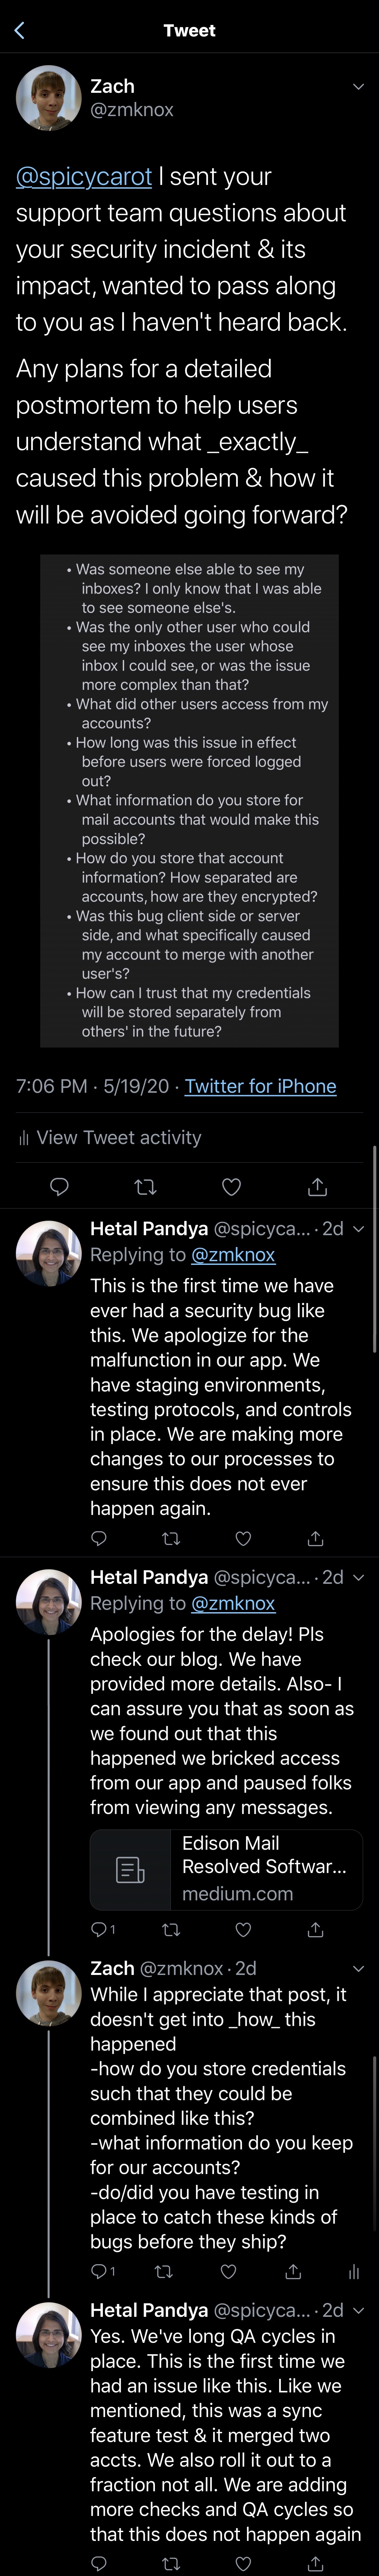 Tweet
Zach
@zmknox
@spicycarot I sent your
support team questions about
your security incident & its
impact, wanted to pass along
to you as I haven't heard back.
Any plans for a detailed
postmortem to help users
understand what _exactly_
caused this problem & how it
will be avoided going forward?
• Was someone else able to see my
inboxes? I only know that I was able
to see someone else's.
• Was the only other user who could
see my inboxes the user whose
inbox I could see, or was the issue
more complex than that?
• What did other users access from my
accounts?
• How long was this issue in effect
before users were forced logged
out?
• What information do you store for
mail accounts that would make this
possible?
• How do you store that account
information? How separated are
accounts, how are they encrypted?
• Was this bug client side or server
side, and what specifically caused
my account to merge with another
user's?
• How can I trust that my credentials
will be stored separately from
others' in the future?
7:06 PM · 5/19/20 · Twitter for iPhone
View Tweet activity
Hetal Pandya @spicyca... · 2d
Replying to @zmknox
This is the first time we have
ever had a security bug like
this. We apologize for the
malfunction in our app. We
have staging environments,
testing protocols, and controls
in place. We are making more
changes to our processes to
ensure this does not ever
happen again.
Hetal Pandya @spicyca... · 2d
Replying to @zmknox
Apologies for the delay! Pls
check our blog. We have
provided more details. Also- I
can assure you that as soon as
we found out that this
happened we bricked access
from our app and paused folks
from viewing any messages.
Edison Mail
Resolved Softwar...
medium.com
1
Zach @zmknox · 2d
While I appreciate that post, it
doesn't get into _how_ this
happened
-how do you store credentials
such that they could be
combined like this?
-what information do you keep
for our accounts?
-do/did you have testing in
place to catch these kinds of
bugs before they ship?
1
Hetal Pandya @spicyca... · 2d
Yes. We've long QA cycles in
place. This is the first time we
had an issue like this. Like we
mentioned, this was a sync
feature test & it merged two
accts. We also roll it out to a
fraction not all. We are adding
more checks and QA cycles so
that this does not happen again